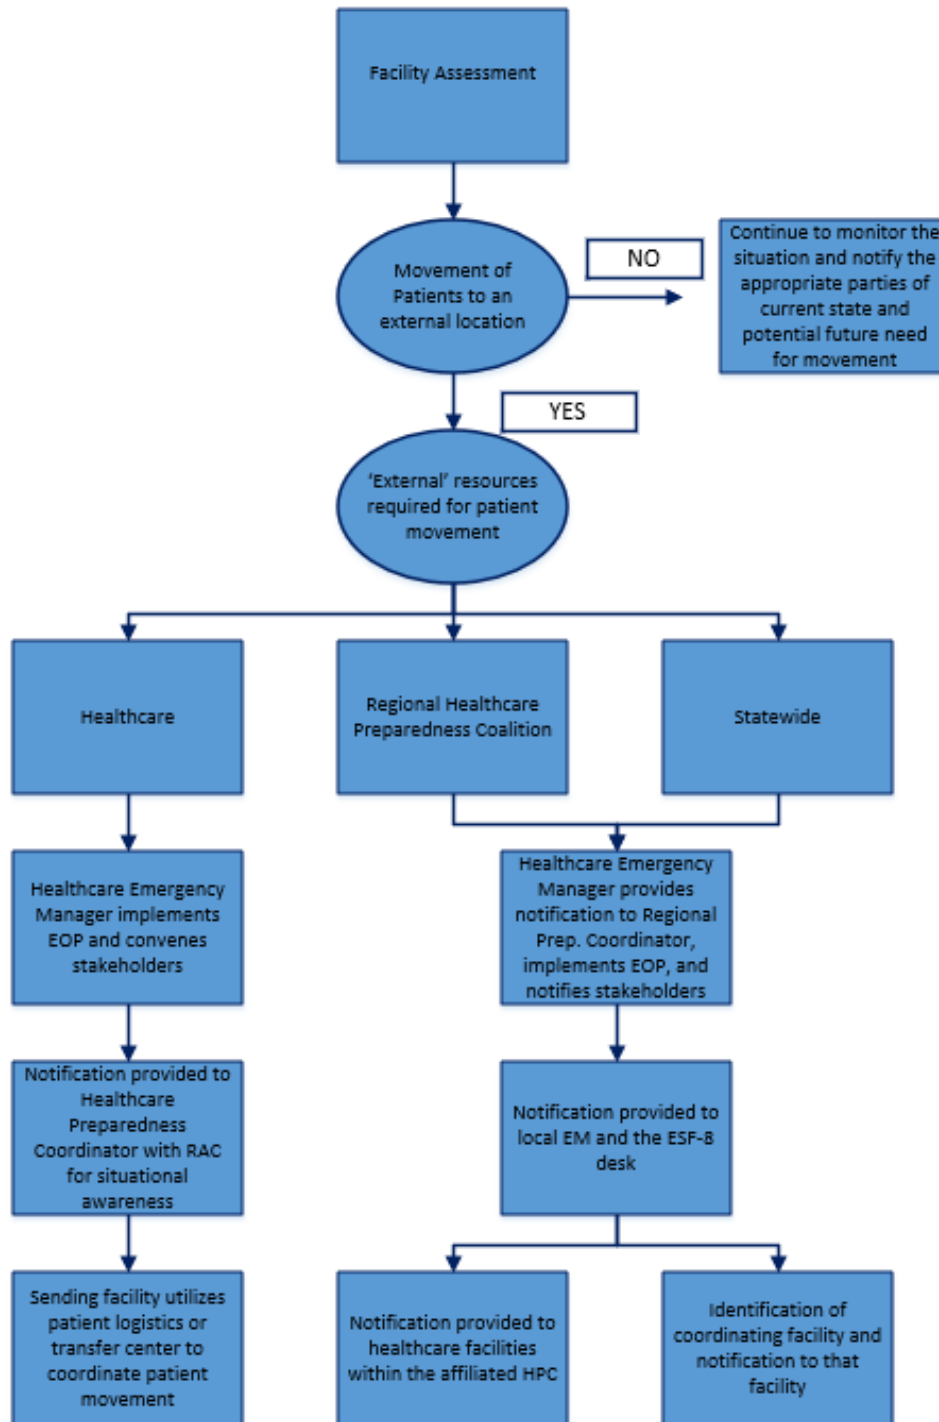 Facility Assessment
Movement of
Patients to an
external location
NO
Continue to monitor the
situation and notify the
appropriate parties of
current state and
potential future need
for movement
YES
‘External’ resources
required for patient
movement
Healthcare
Regional Healthcare
Preparedness Coalition
Statewide
Healthcare Emergency
Manager implements
EOP and convenes
stakeholders
Healthcare Emergency
Manager provides
notification to Regional
Prep. Coordinator,
implements EOP, and
notifies stakeholders
Notification provided to
Healthcare
Preparedness
Coordinator with RAC
for situational
awareness
Notification provided to
local EM and the ESF-8
desk
Sending facility utilizes
patient logistics or
transfer center to
coordinate patient
movement
Notification provided to
healthcare facilities
within the affiliated HPC
Identification of
coordinating facility and
notification to that
facility